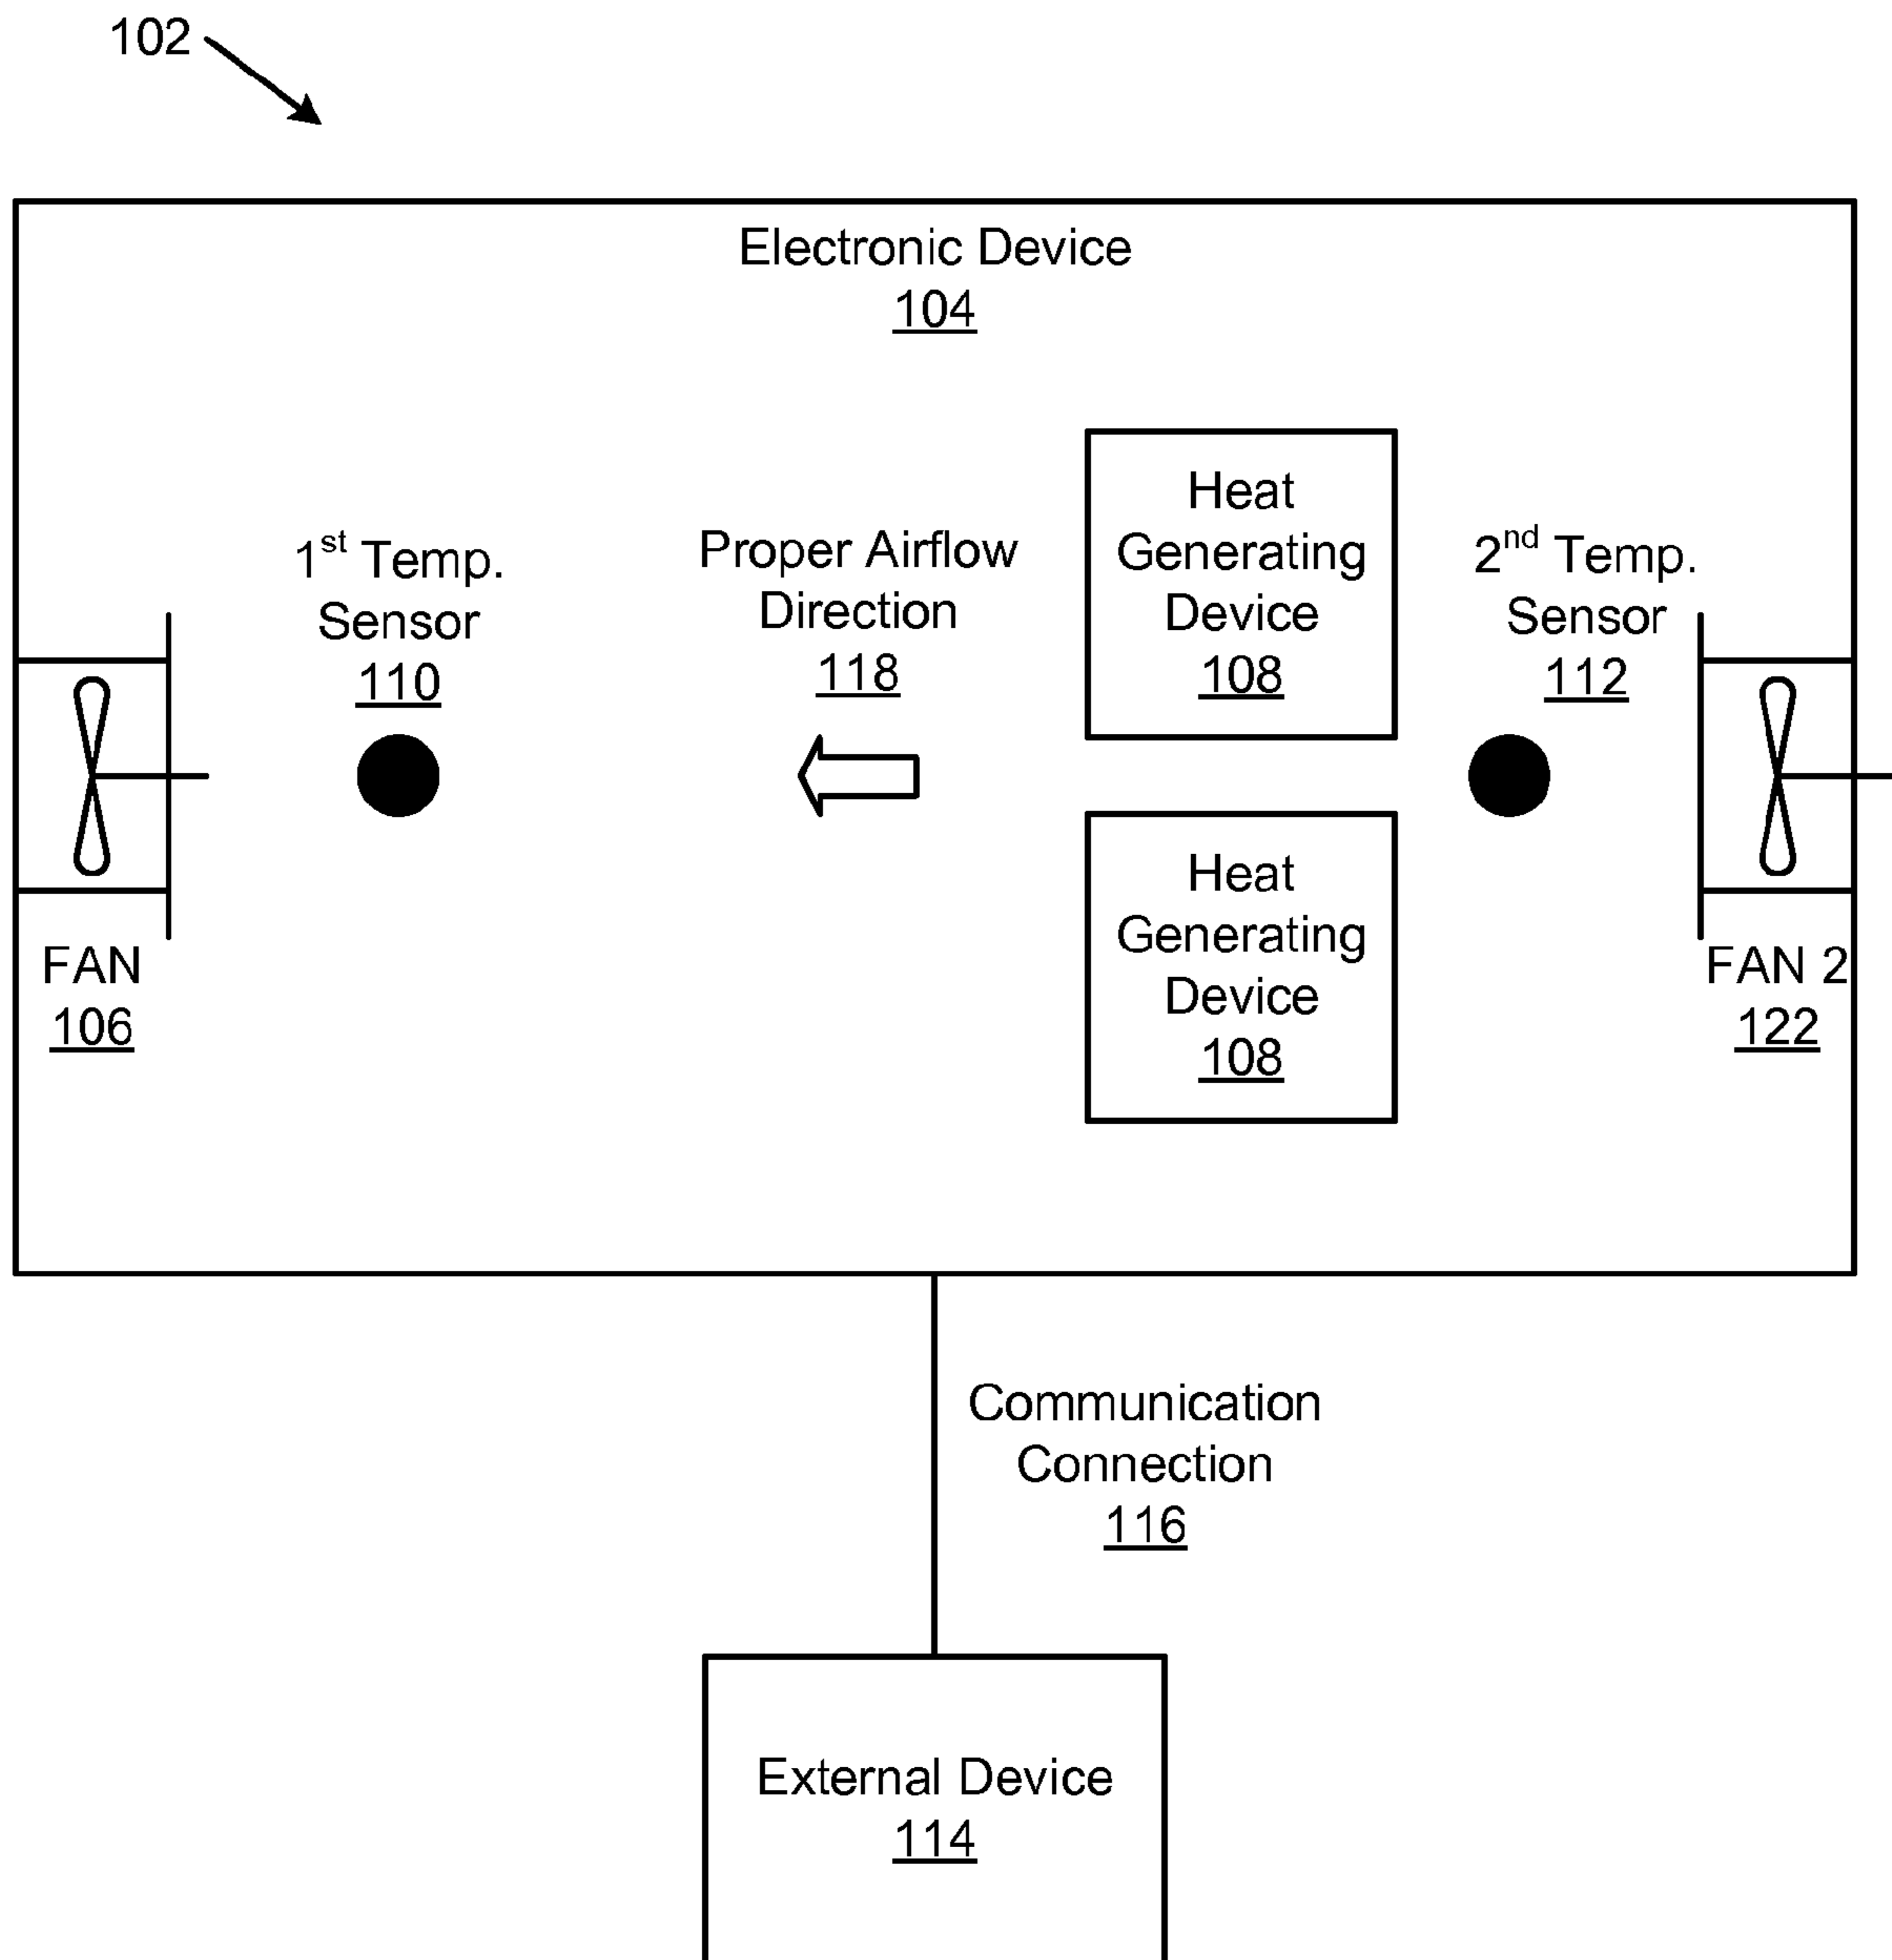 102
Electronic Device
104
1st Temp.
Sensor
110
Proper Airflow
Direction
118
Heat
Generating
Device
108
2nd Temp.
Sensor
112
Heat
Generating
Device
108
FAN
106
FAN 2
122
Communication
Connection
116
External Device
114